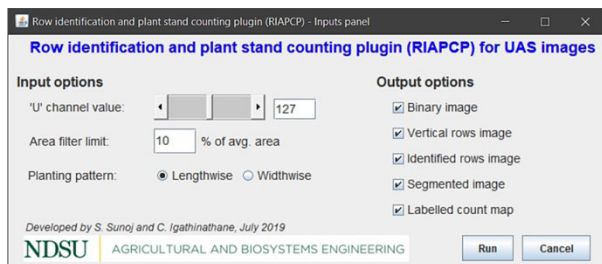 Row identification and plant stand counting plugin (RIAPCP) - Inputs panel
Row identification and plant stand counting plugin (RIAPCP) for UAS images
Input options
'U' channel value: 127
Area filter limit: 10 % of avg. area
Planting pattern: Lengthwise Widthwise
Output options
Binary image
Vertical rows image
Identified rows image
Segmented image
Labelled count map
Developed by S. Sunoj and C. Igathinathane, July 2019
NDSU AGRICULTURAL AND BIOSYSTEMS ENGINEERING
Run Cancel